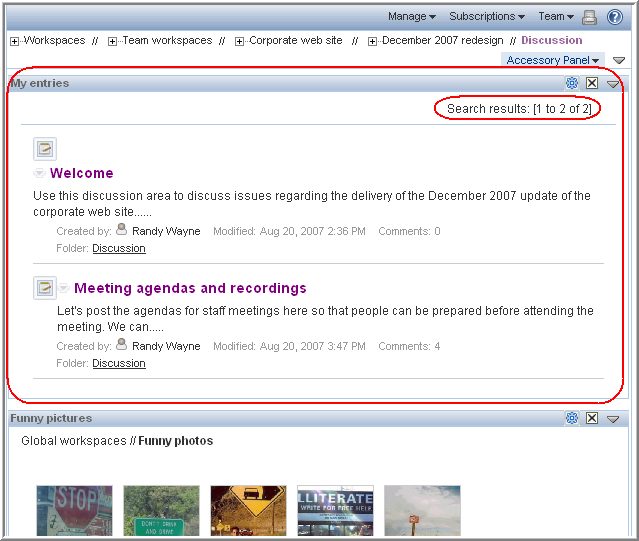 Manage Subscriptions Team ?
Workspaces // Team workspaces // Corporate web site // December 2007 redesign // Discussion
Accessory Panel
My entries
Search results: [1 to 2 of 2]
Welcome
Use this discussion area to discuss issues regarding the delivery of the December 2007 update of the
corporate web site......
Created by: Randy Wayne Modified: Aug 20, 2007 2:36 PM Comments: 0
Folder: Discussion
Meeting agendas and recordings
Let's post the agendas for staff meetings here so that people can be prepared before attending the
meeting. We can.....
Created by: Randy Wayne Modified: Aug 20, 2007 3:47 PM Comments: 4
Folder: Discussion
Funny pictures
Global workspaces // Funny photos
STOP
DON'T DRINK
AND DRIVE
LLITERATE
WRITE FOR FREE HELP